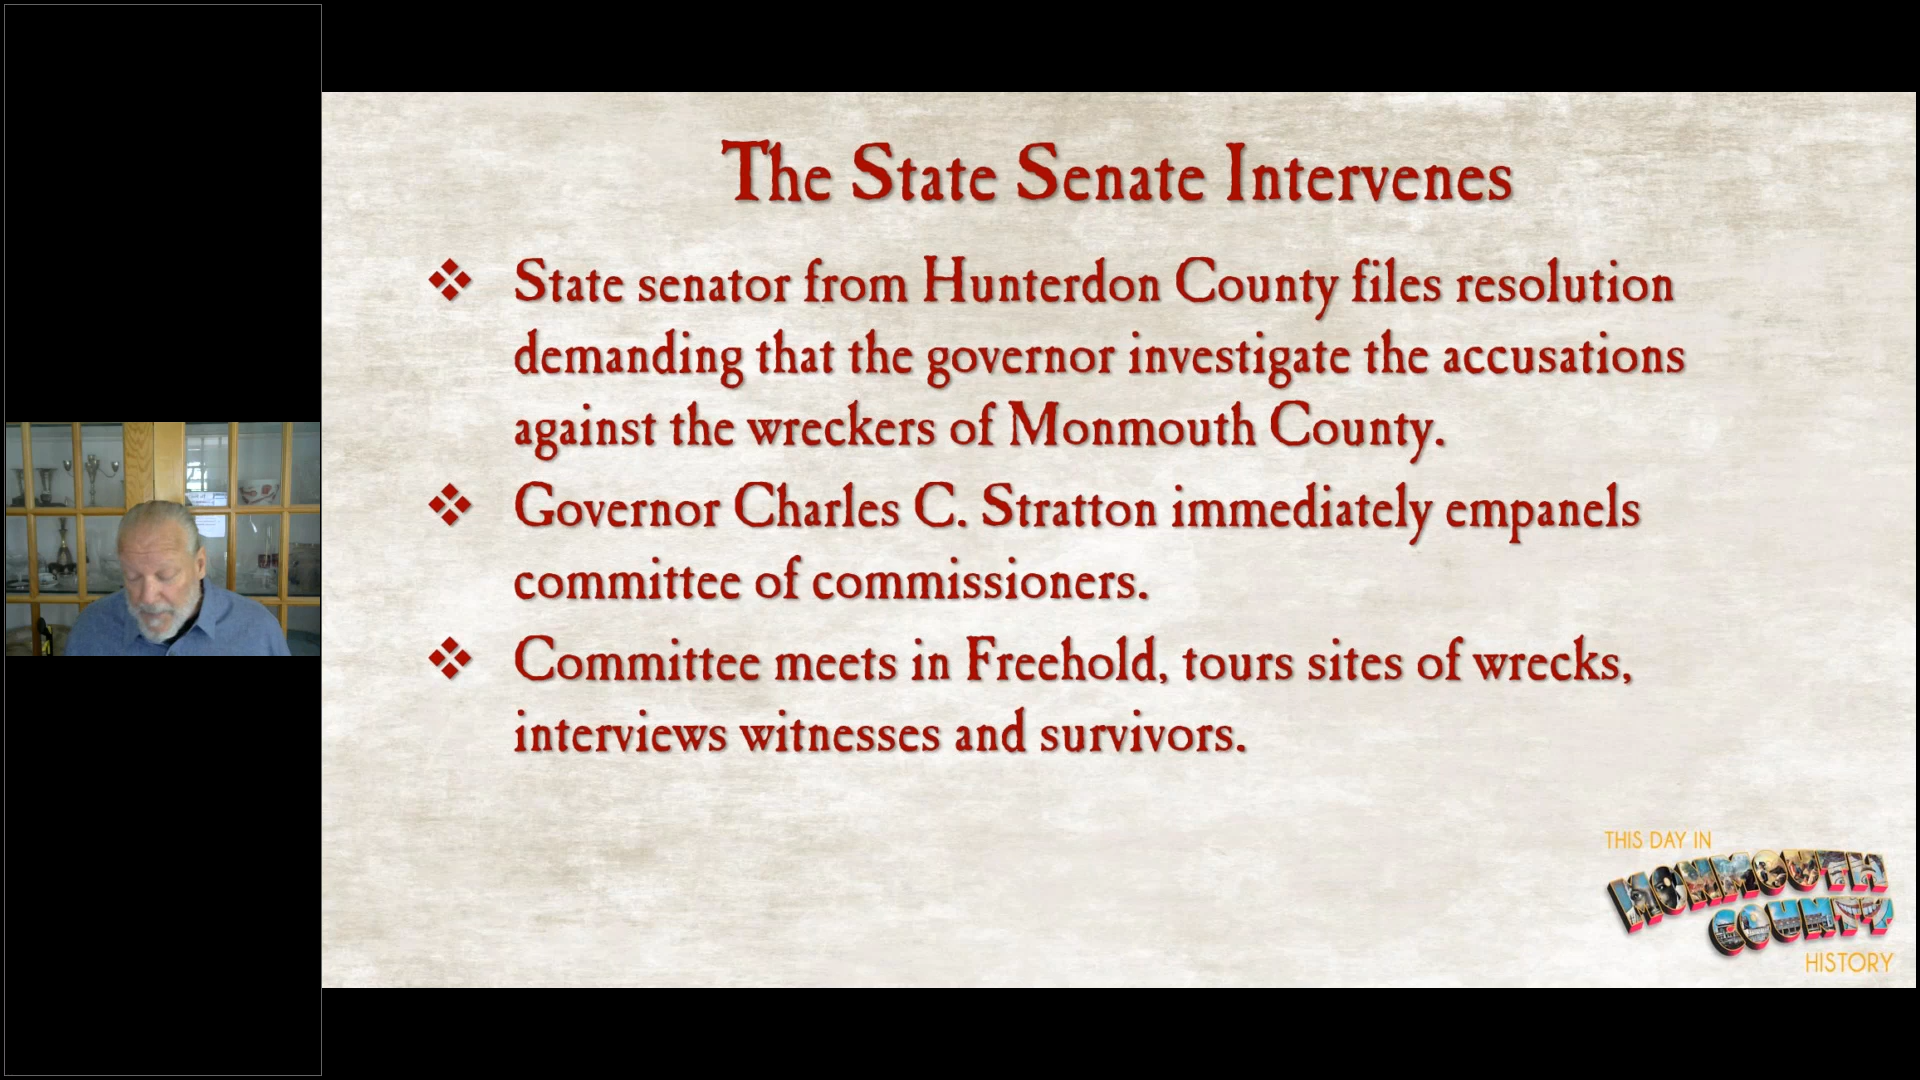 The State Senate Intervenes
❖ State senator from Hunterdon County files resolution
demanding that the governor investigate the accusations
against the wreckers of Monmouth County.
❖ Governor Charles C. Stratton immediately empanels
committee of commissioners.
❖ Committee meets in Freehold, tours sites of wrecks,
interviews witnesses and survivors.
THIS DAY IN
MONMOUTH
COUNTY
HISTORY